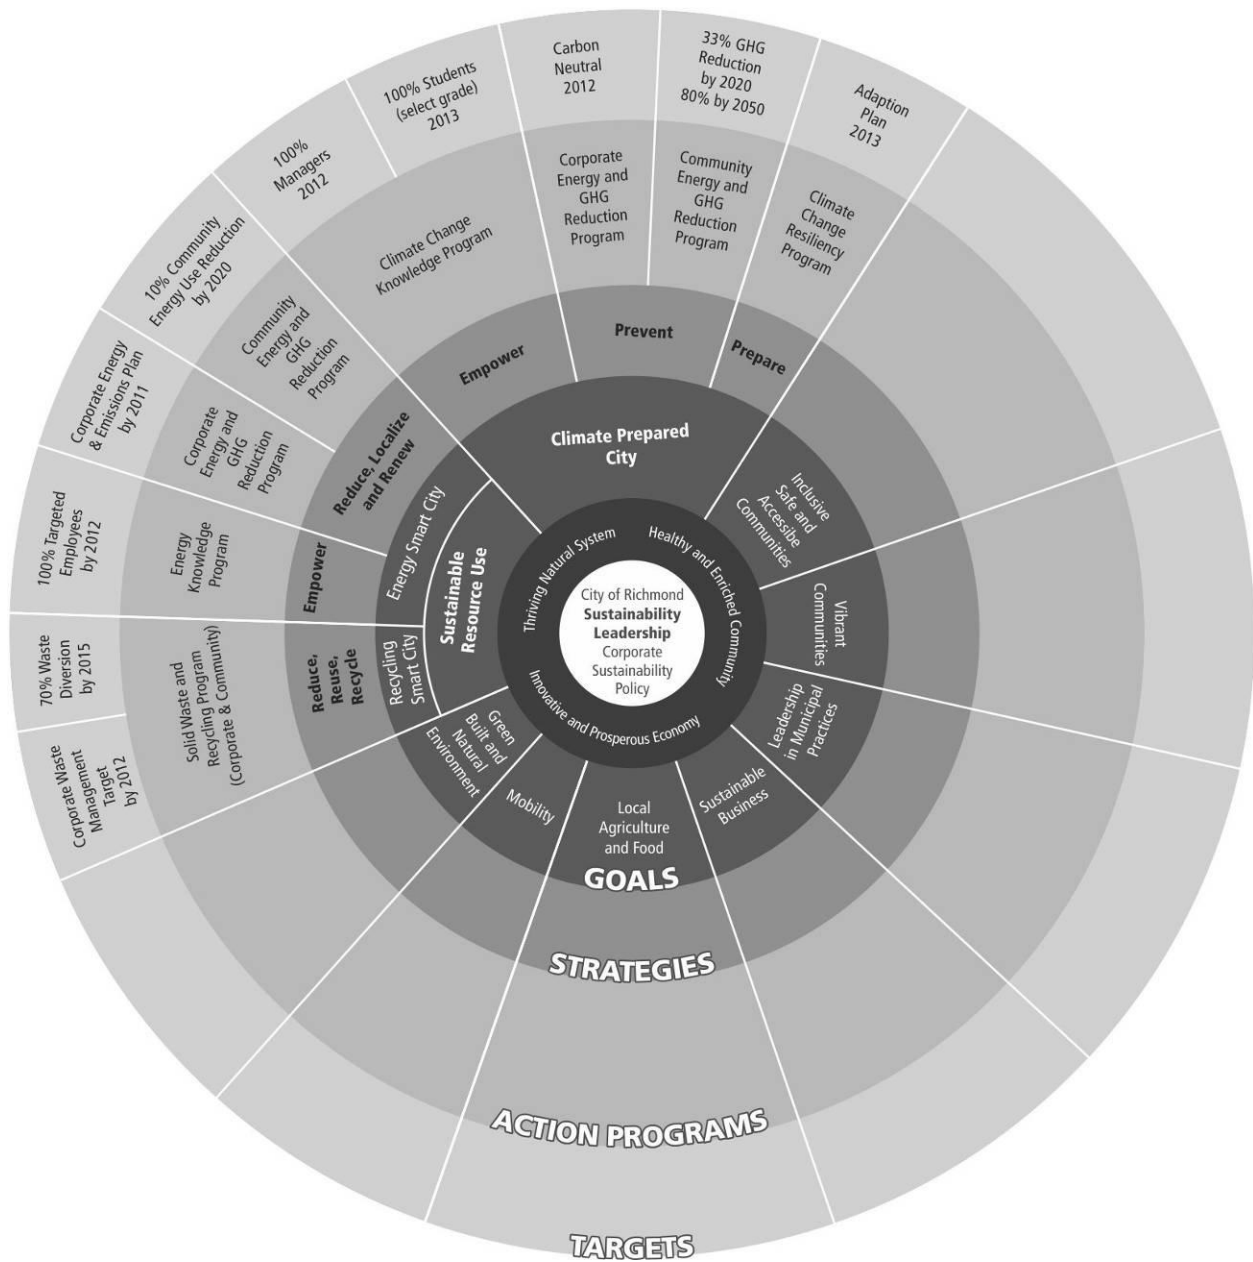 City of Richmond
Sustainability
Leadership
Corporate
Sustainability
Policy
Thriving Natural System
Healthy and Enriched Community
Innovative and Prosperous Economy
Climate Prepared
City
Inclusive
Safe and
Accessibe
Communities
Vibrant
Communities
Leadership
in Municipal
Practices
Sustainable
Business
Local
Agriculture
and Food
Mobility
Green
Built and
Natural
Environment
Sustainable
Resource Use
Recycling
Smart City
Energy Smart City
GOALS
Reduce,
Reuse,
Recycle
Empower
Reduce, Localize
and Renew
Empower
Prevent
Prepare
STRATEGIES
Solid Waste and
Recycling Program
(Corporate & Community)
Energy
Knowledge
Program
Corporate
Energy and
GHG
Reduction
Program
Community
Energy and
GHG
Reduction
Program
Climate Change
Knowledge Program
Corporate
Energy and
GHG
Reduction
Program
Community
Energy and
GHG
Reduction
Program
Climate
Change
Resiliency
Program
ACTION PROGRAMS
Corporate Waste
Management
Target
by 2012
70% Waste
Diversion
by 2015
100% Targeted
Employees
by 2012
Corporate Energy
& Emissions Plan
by 2011
10% Community
Energy Use Reduction
by 2020
100%
Managers
2012
100% Students
(select grade)
2013
Carbon
Neutral
2012
33% GHG
Reduction
by 2020
80% by 2050
Adaption
Plan
2013
TARGETS